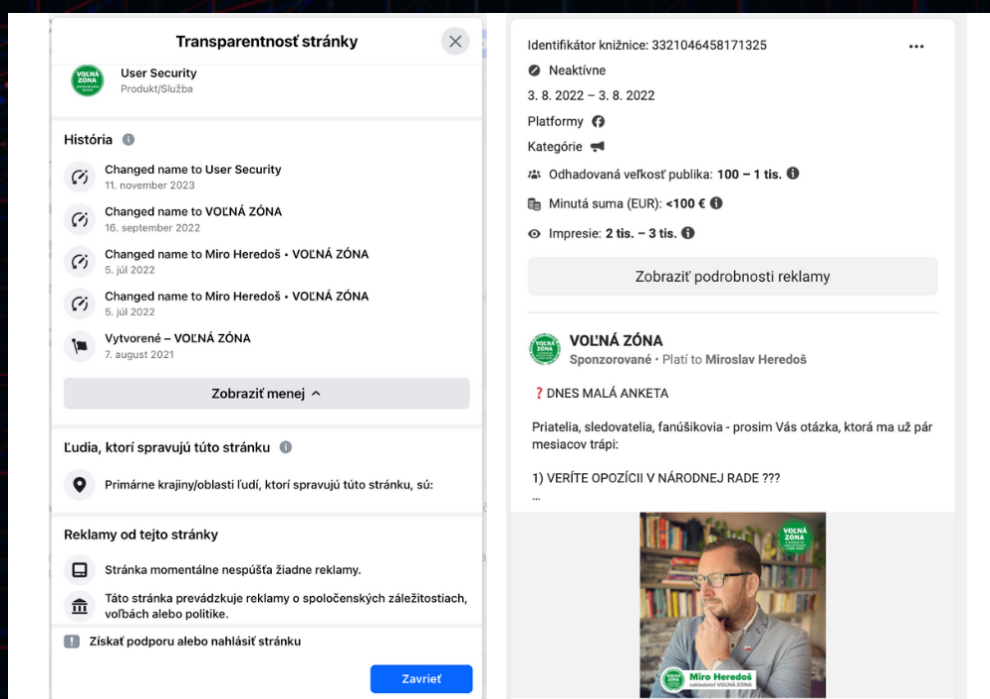 Transparentnosť stránky
VOĽNÁ
ZÓNA
User Security
Produkt/Služba
História
Changed name to User Security
11. november 2023
Changed name to VOĽNÁ ZÓNA
16. september 2022
Changed name to Miro Heredoš • VOĽNÁ ZÓNA
5. júl 2022
Changed name to Miro Heredoš • VOĽNÁ ZÓNA
5. júl 2022
Vytvorené – VOĽNÁ ZÓNA
7. august 2021
Zobraziť menej
Ľudia, ktorí spravujú túto stránku
Primárne krajiny/oblasti ľudí, ktorí spravujú túto stránku, sú:
Reklamy od tejto stránky
Stránka momentálne nespúšťa žiadne reklamy.
Táto stránka prevádzkuje reklamy o spoločenských záležitostiach,
voľbách alebo politike.
Získať podporu alebo nahlásiť stránku
Zavrieť
Identifikátor knižnice: 3321046458171325
Neaktívne
3. 8. 2022 – 3. 8. 2022
Platformy
Kategórie
Odhadovaná veľkosť publika: 100 – 1 tis.
Minutá suma (EUR): <100 €
Impresie: 2 tis. – 3 tis.
Zobraziť podrobnosti reklamy
VOĽNÁ
ZÓNA
VOĽNÁ ZÓNA
Sponzorované • Platí to Miroslav Heredoš
❓ DNES MALÁ ANKETA
Priatelia, sledovatelia, fanúšikovia - prosim Vás otázka, ktorá ma už pár
mesiacov trápi:
1) VERÍTE OPOZÍCII V NÁRODNEJ RADE ???
...
VOĽNÁ
ZÓNA
Miro Heredoš
zakladateľ VOĽNÁ ZÓNA